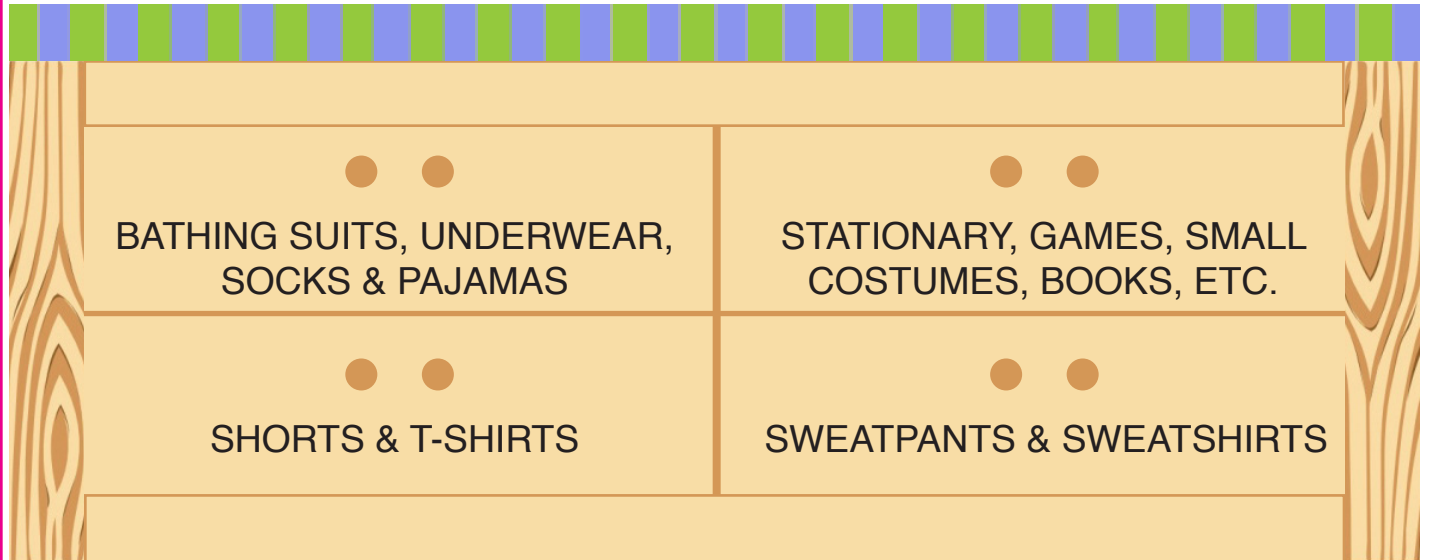 BATHING SUITS, UNDERWEAR,
SOCKS & PAJAMAS
STATIONARY, GAMES, SMALL
COSTUMES, BOOKS, ETC.
SHORTS & T-SHIRTS
SWEATPANTS & SWEATSHIRTS